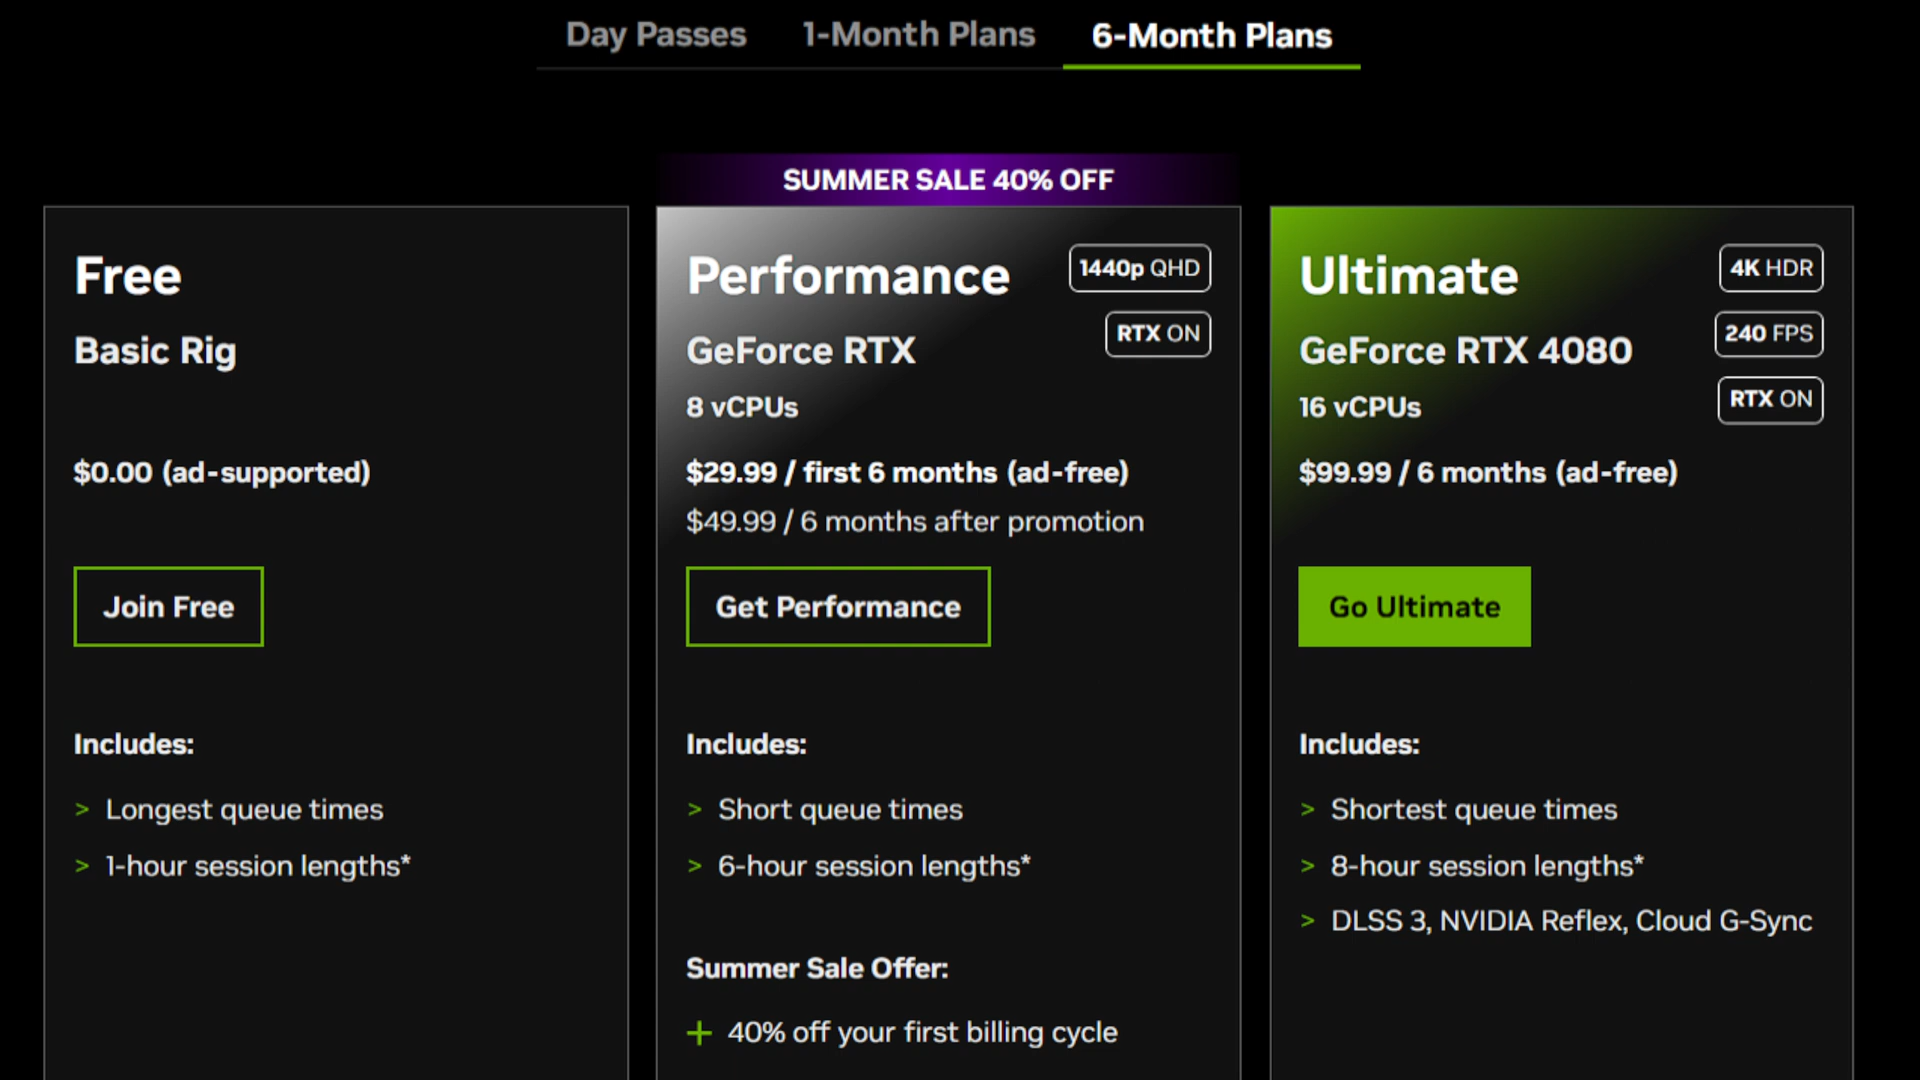 Day Passes
1-Month Plans
6-Month Plans
SUMMER SALE 40% OFF
Free
Basic Rig
$0.00 (ad-supported)
Join Free
Includes:
> Longest queue times
> 1-hour session lengths*
Performance
1440p QHD
RTX ON
GeForce RTX
8 vCPUs
$29.99 / first 6 months (ad-free)
$49.99 / 6 months after promotion
Get Performance
Includes:
> Short queue times
> 6-hour session lengths*
Summer Sale Offer:
+ 40% off your first billing cycle
Ultimate
4K HDR
240 FPS
RTX ON
GeForce RTX 4080
16 vCPUs
$99.99 / 6 months (ad-free)
Go Ultimate
Includes:
> Shortest queue times
> 8-hour session lengths*
> DLSS 3, NVIDIA Reflex, Cloud G-Sync